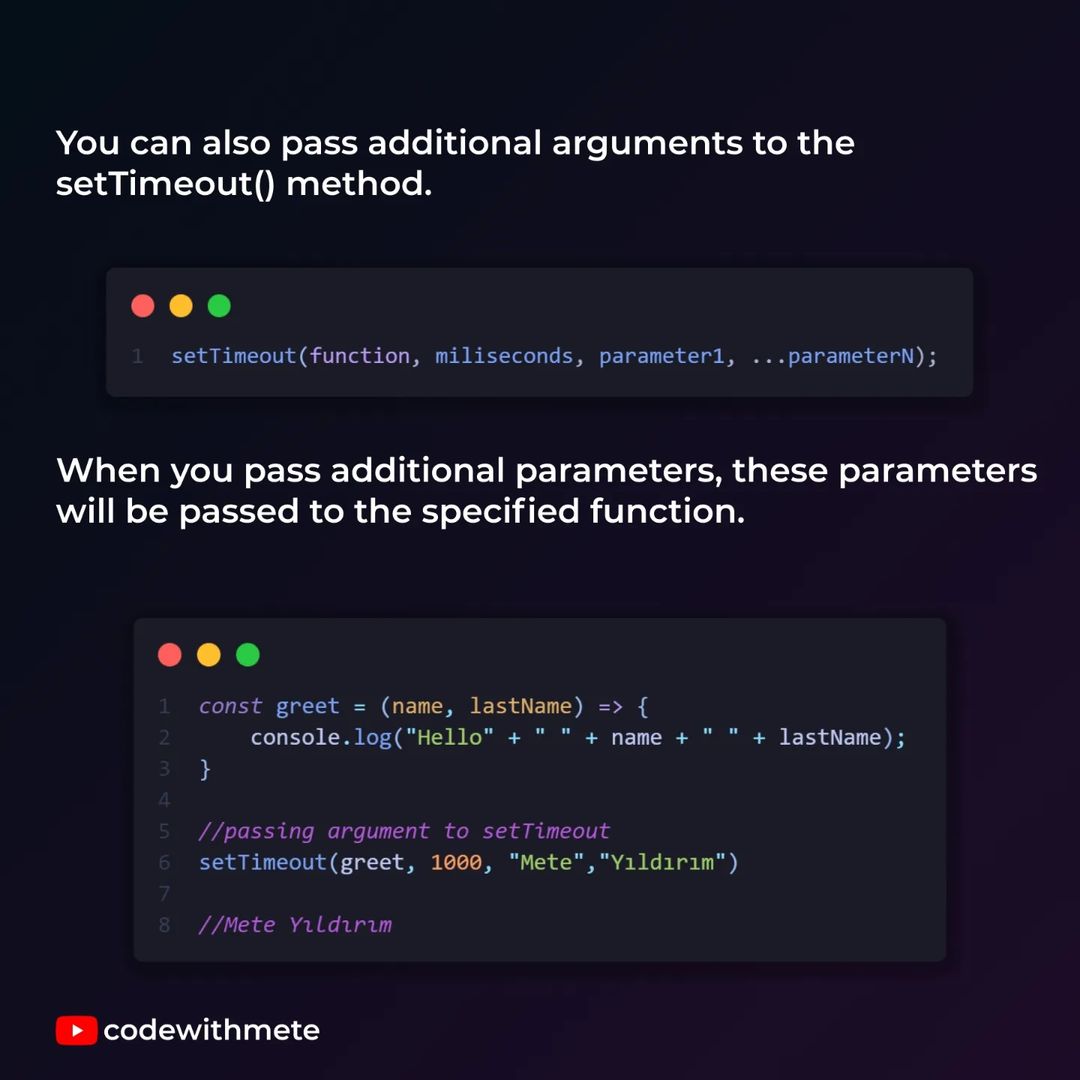 You can also pass additional arguments to the
setTimeout() method.
1 setTimeout(function, miliseconds, parameter1, ...parameterN);
When you pass additional parameters, these parameters
will be passed to the specified function.
1 const greet = (name, lastName) => {
2     console.log("Hello" + " " + name + " " + lastName);
3 }
4
5 //passing argument to setTimeout
6 setTimeout(greet, 1000, "Mete","Yıldırım")
7
8 //Mete Yıldırım
codewithmete